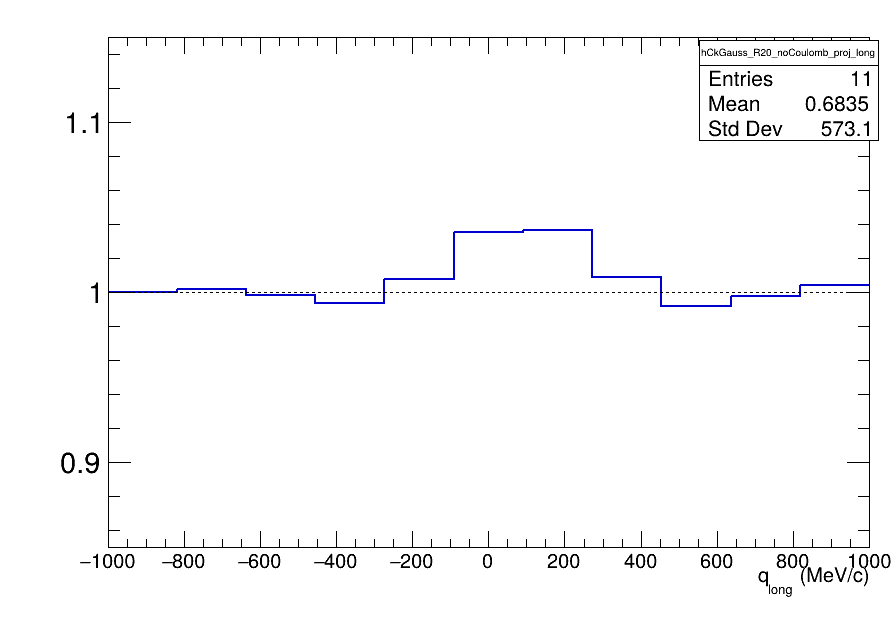 hCkGauss_R20_noCoulomb_proj_long
Entries 11
Mean 0.6835
Std Dev 573.1
1.1
1
0.9
−1000 −800 −600 −400 −200 0 200 400 600 800 1000
q_long (MeV/c)